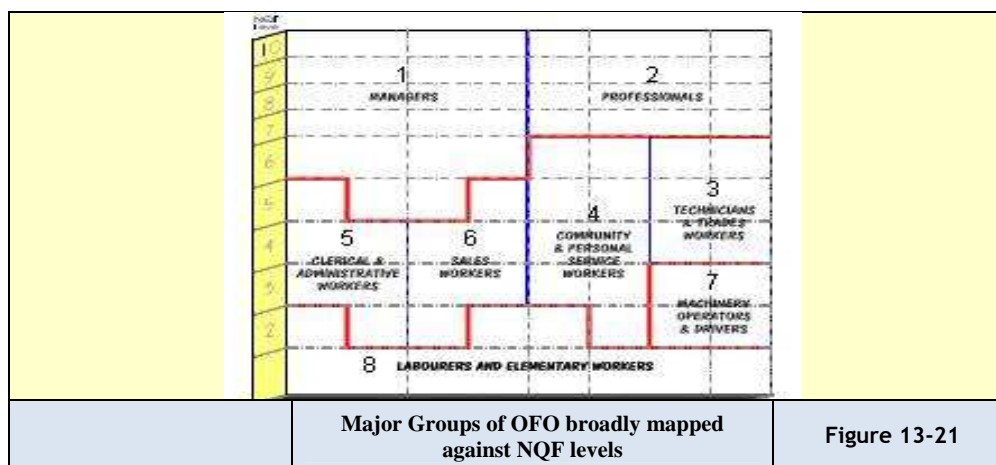 NQF
Level
10
9
8
7
6
5
4
3
2
1
MANAGERS
2
PROFESSIONALS
3
TECHNICIANS
& TRADES
WORKERS
4
COMMUNITY
& PERSONAL
SERVICE
WORKERS
5
CLERICAL &
ADMINISTRATIVE
WORKERS
6
SALES
WORKERS
7
MACHINERY
OPERATORS
& DRIVERS
8 LABOURERS AND ELEMENTARY WORKERS
Major Groups of OFO broadly mapped
against NQF levels
Figure 13-21